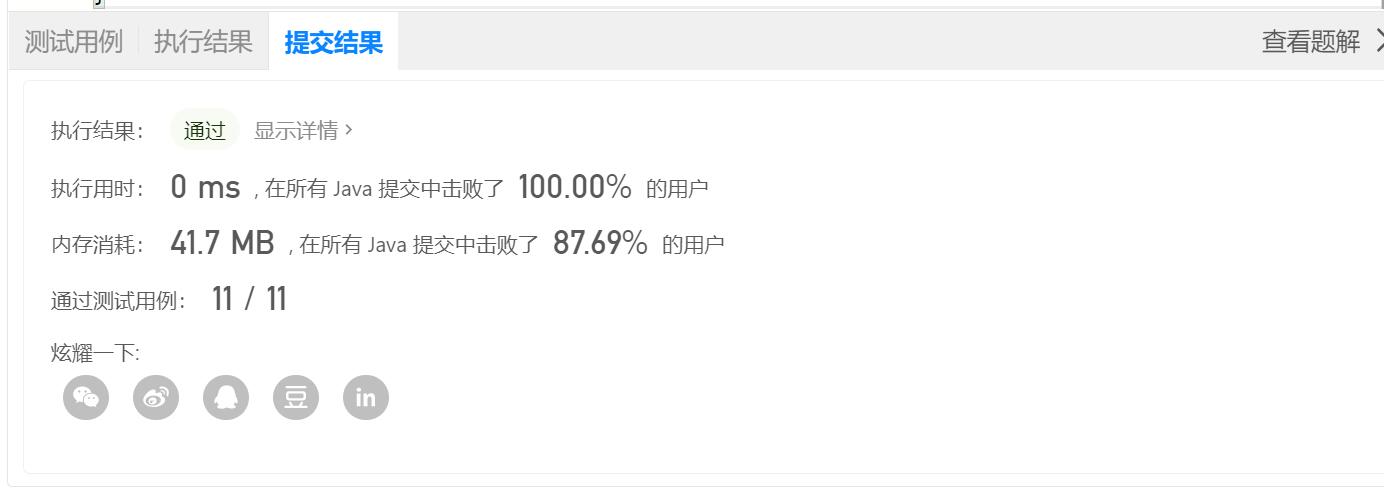 测试用例 执行结果 提交结果 查看题解
执行结果： 通过 显示详情 >
执行用时： 0 ms , 在所有 Java 提交中击败了 100.00% 的用户
内存消耗： 41.7 MB , 在所有 Java 提交中击败了 87.69% 的用户
通过测试用例： 11 / 11
炫耀一下:
豆 in